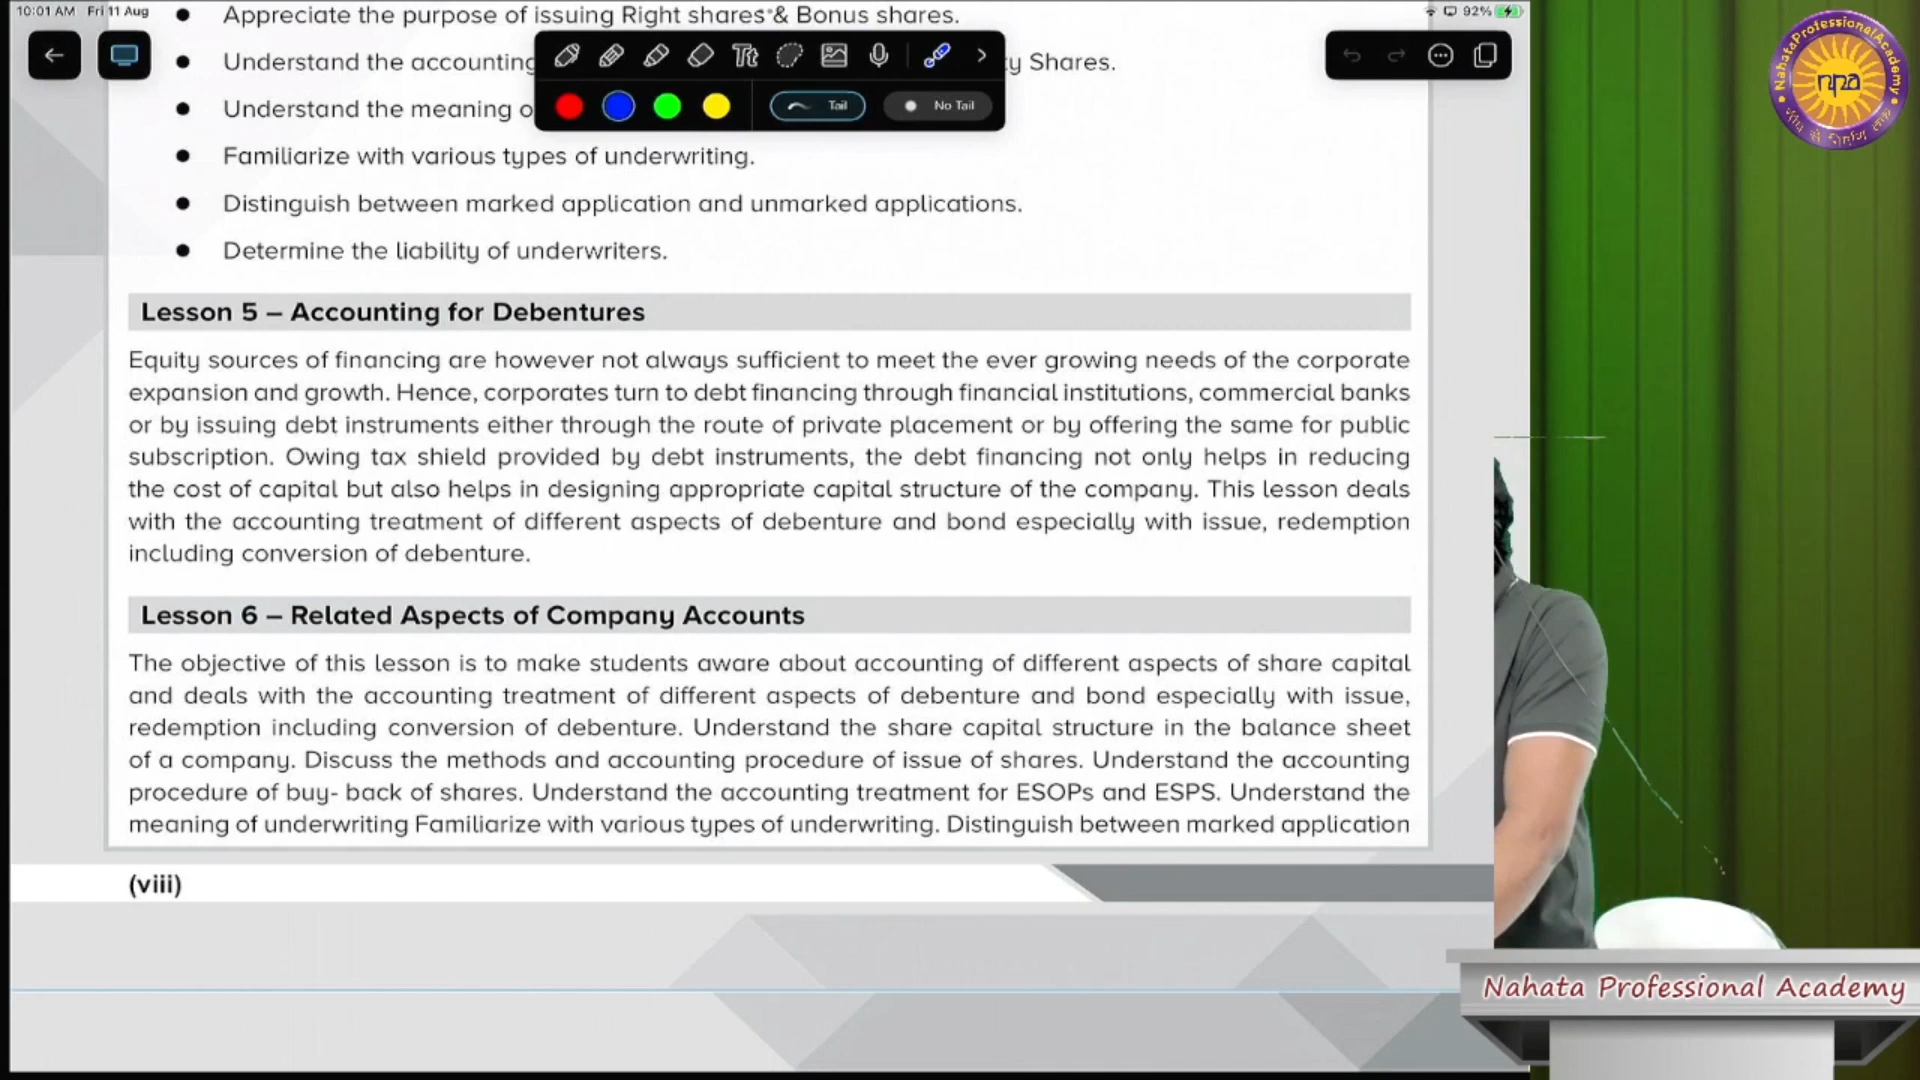 10:01 AM Fri 11 Aug
92%
Appreciate the purpose of issuing Right shares & Bonus shares.
Understand the accounting y Shares.
Tt
Understand the meaning o
Tail
No Tail
Familiarize with various types of underwriting.
Distinguish between marked application and unmarked applications.
Determine the liability of underwriters.
Lesson 5 – Accounting for Debentures
Equity sources of financing are however not always sufficient to meet the ever growing needs of the corporate
expansion and growth. Hence, corporates turn to debt financing through financial institutions, commercial banks
or by issuing debt instruments either through the route of private placement or by offering the same for public
subscription. Owing tax shield provided by debt instruments, the debt financing not only helps in reducing
the cost of capital but also helps in designing appropriate capital structure of the company. This lesson deals
with the accounting treatment of different aspects of debenture and bond especially with issue, redemption
including conversion of debenture.
Lesson 6 – Related Aspects of Company Accounts
The objective of this lesson is to make students aware about accounting of different aspects of share capital
and deals with the accounting treatment of different aspects of debenture and bond especially with issue,
redemption including conversion of debenture. Understand the share capital structure in the balance sheet
of a company. Discuss the methods and accounting procedure of issue of shares. Understand the accounting
procedure of buy- back of shares. Understand the accounting treatment for ESOPs and ESPS. Understand the
meaning of underwriting Familiarize with various types of underwriting. Distinguish between marked application
(viii)
NahataProfessionalAcademy
npa
Nahata Professional Academy